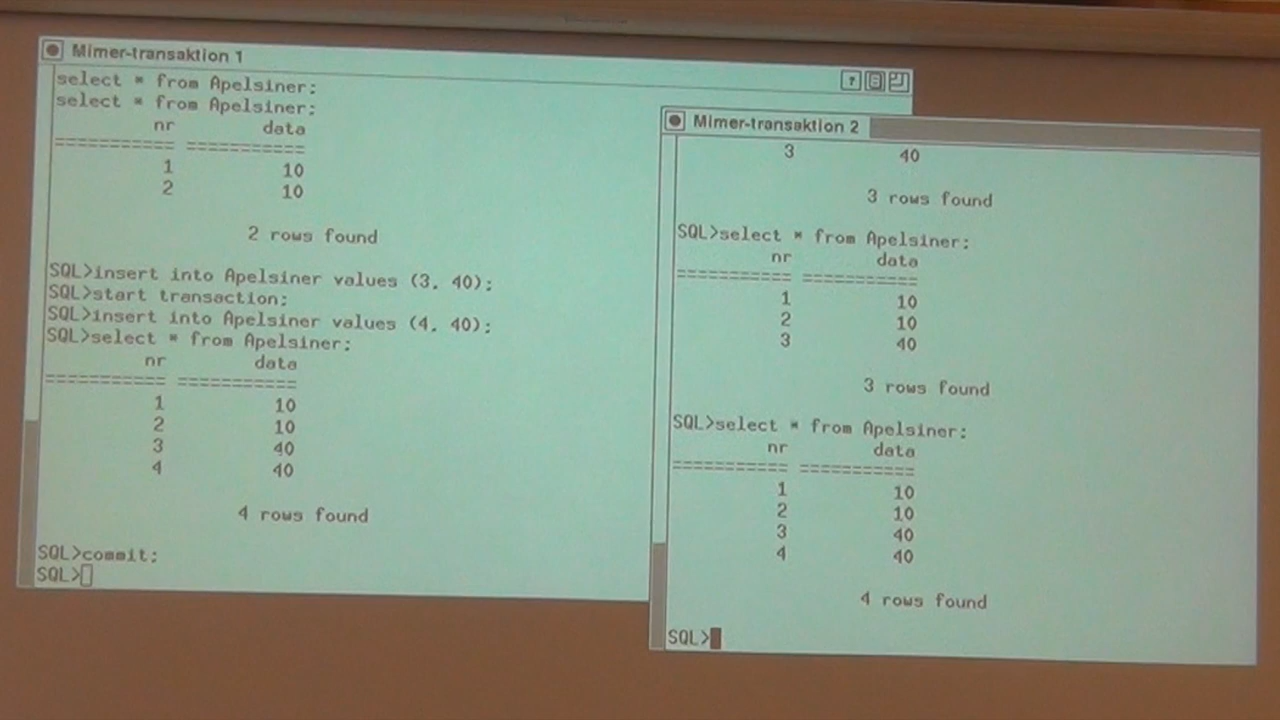 Mimer-transaktion 1
select * from Apelsiner;
select * from Apelsiner;
nr data
=========== ===========
1 10
2 10
2 rows found
SQL>insert into Apelsiner values (3, 40);
SQL>start transaction;
SQL>insert into Apelsiner values (4, 40);
SQL>select * from Apelsiner;
nr data
=========== ===========
1 10
2 10
3 40
4 40
4 rows found
SQL>commit;
SQL>
Mimer-transaktion 2
3 40
3 rows found
SQL>select * from Apelsiner;
nr data
=========== ===========
1 10
2 10
3 40
3 rows found
SQL>select * from Apelsiner;
nr data
=========== ===========
1 10
2 10
3 40
4 40
4 rows found
SQL>